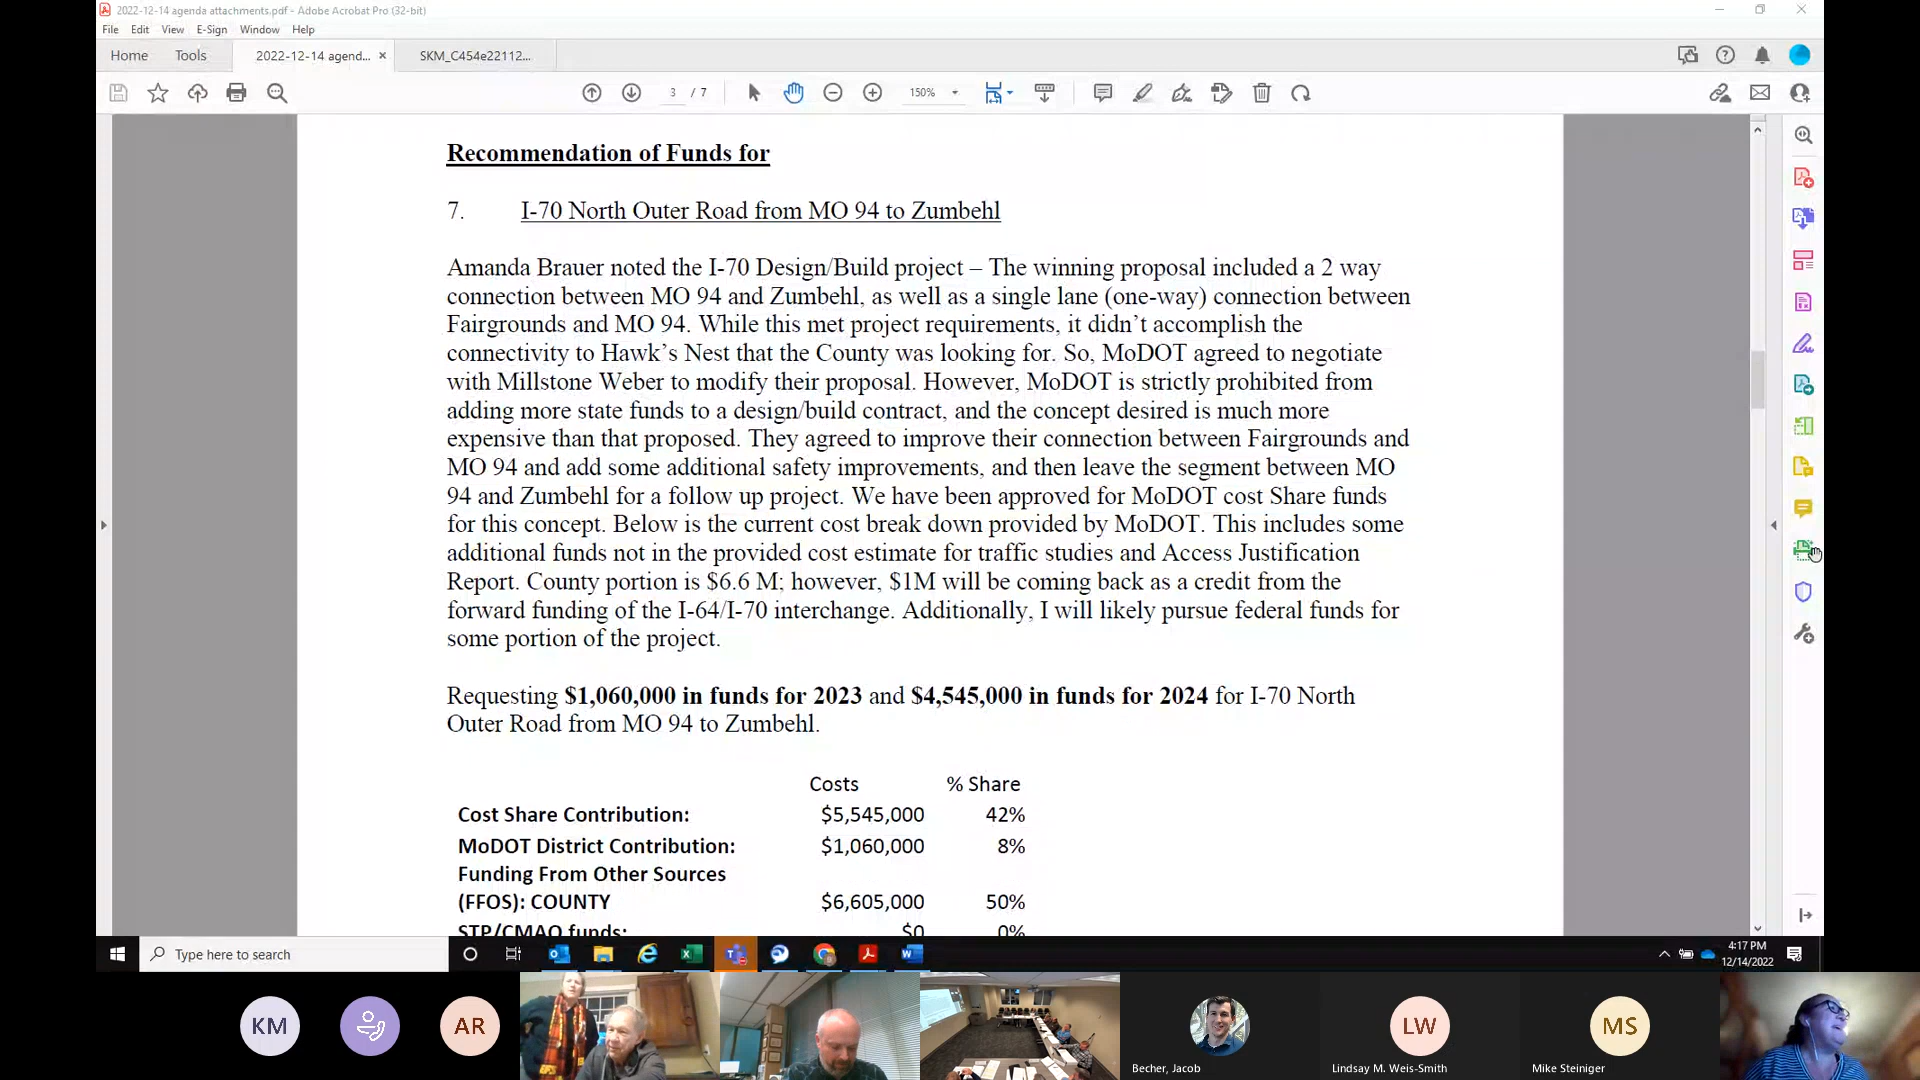 2022-12-14 agenda attachments.pdf - Adobe Acrobat Pro (32-bit)
File Edit View E-Sign Window Help
Home Tools 2022-12-14 agend... × SKM_C454e22112...
3 / 7 150%
Recommendation of Funds for
7. I-70 North Outer Road from MO 94 to Zumbehl
Amanda Brauer noted the I-70 Design/Build project – The winning proposal included a 2 way
connection between MO 94 and Zumbehl, as well as a single lane (one-way) connection between
Fairgrounds and MO 94. While this met project requirements, it didn’t accomplish the
connectivity to Hawk’s Nest that the County was looking for. So, MoDOT agreed to negotiate
with Millstone Weber to modify their proposal. However, MoDOT is strictly prohibited from
adding more state funds to a design/build contract, and the concept desired is much more
expensive than that proposed. They agreed to improve their connection between Fairgrounds and
MO 94 and add some additional safety improvements, and then leave the segment between MO
94 and Zumbehl for a follow up project. We have been approved for MoDOT cost Share funds
for this concept. Below is the current cost break down provided by MoDOT. This includes some
additional funds not in the provided cost estimate for traffic studies and Access Justification
Report. County portion is $6.6 M; however, $1M will be coming back as a credit from the
forward funding of the I-64/I-70 interchange. Additionally, I will likely pursue federal funds for
some portion of the project.
Requesting $1,060,000 in funds for 2023 and $4,545,000 in funds for 2024 for I-70 North
Outer Road from MO 94 to Zumbehl.
Costs % Share
Cost Share Contribution: $5,545,000 42%
MoDOT District Contribution: $1,060,000 8%
Funding From Other Sources
(FFOS): COUNTY $6,605,000 50%
STP/CMAQ funds: $0 0%
Type here to search
4:17 PM
12/14/2022
KM AR LW MS
Becher, Jacob Lindsay M. Weis-Smith Mike Steiniger